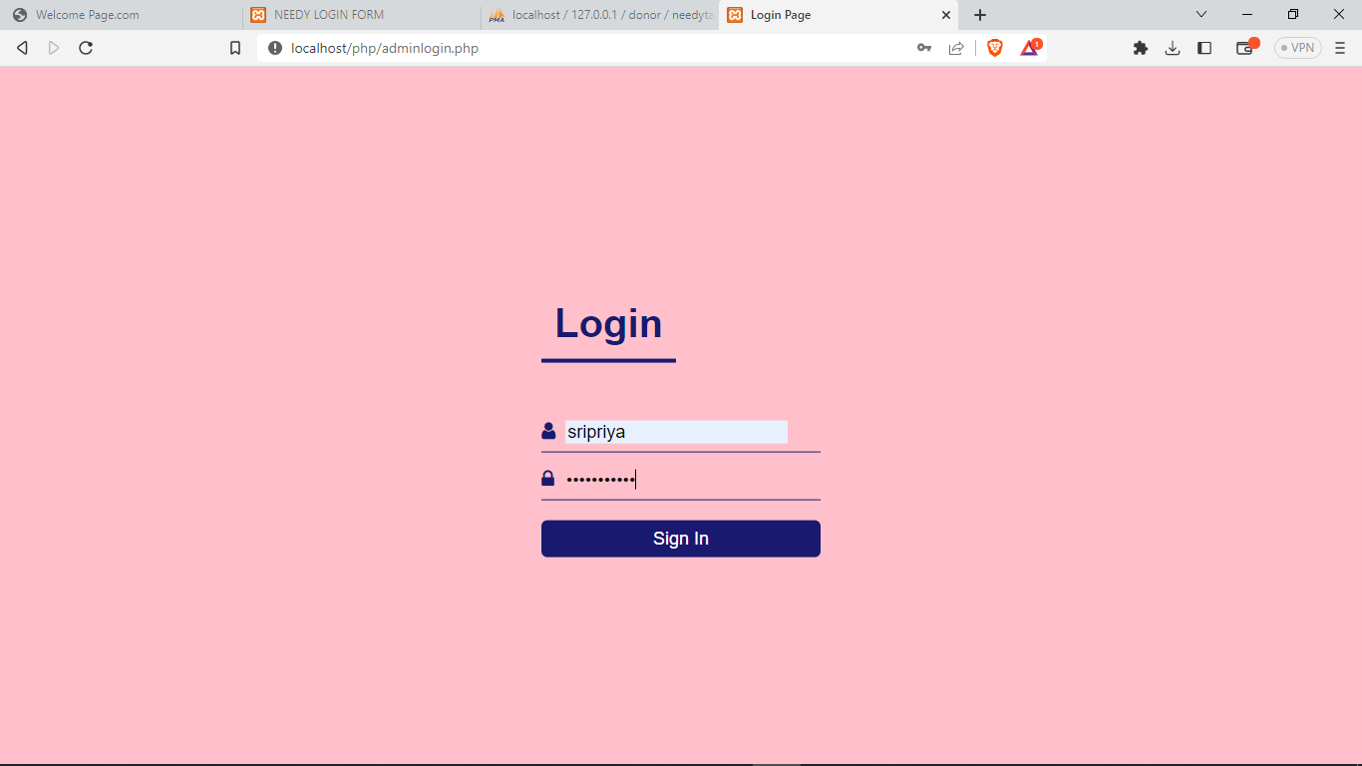 Welcome Page.com
NEEDY LOGIN FORM
localhost / 127.0.0.1 / donor / needyta
Login Page
localhost/php/adminlogin.php
1
VPN
Login
sripriya
Sign In